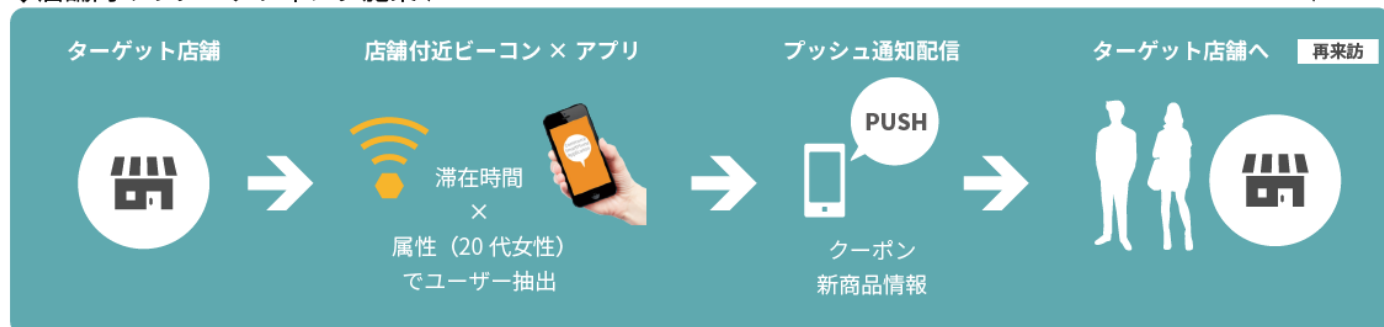 ターゲット店舗
店舗付近ビーコン × アプリ
プッシュ通知配信
ターゲット店舗へ
再来訪
PUSH
滞在時間
×
属性（20 代女性）
でユーザー抽出
クーポン
新商品情報